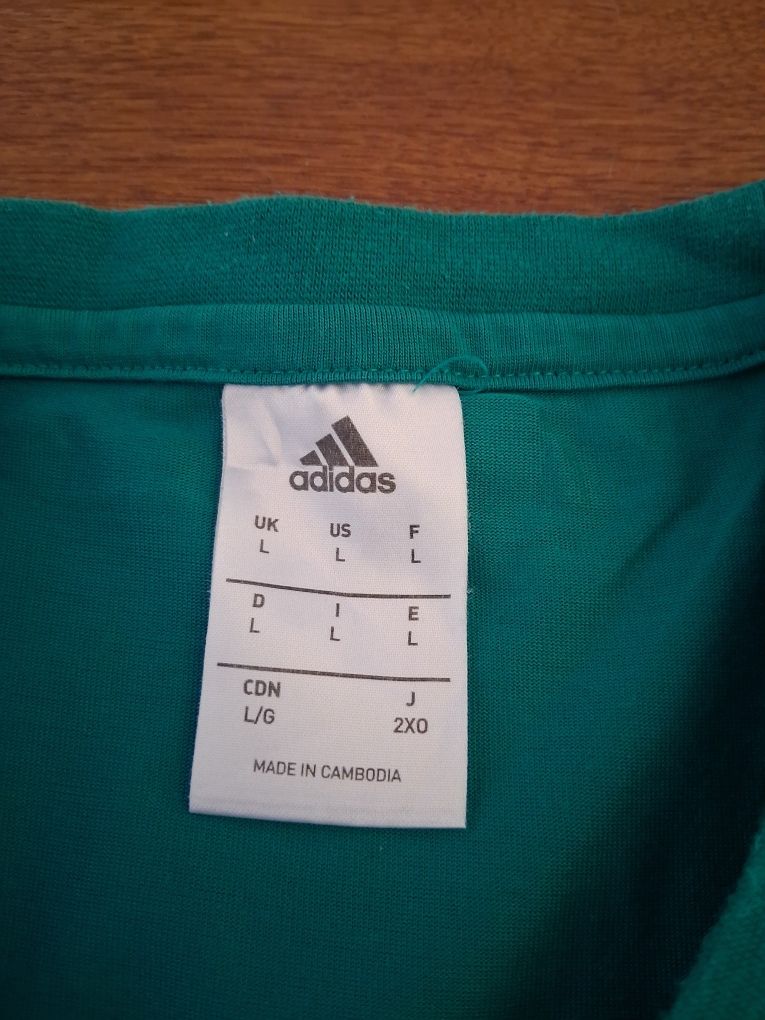 adidas
UK US F
L L L
D I E
L L L
CDN J
L/G 2XO
MADE IN CAMBODIA